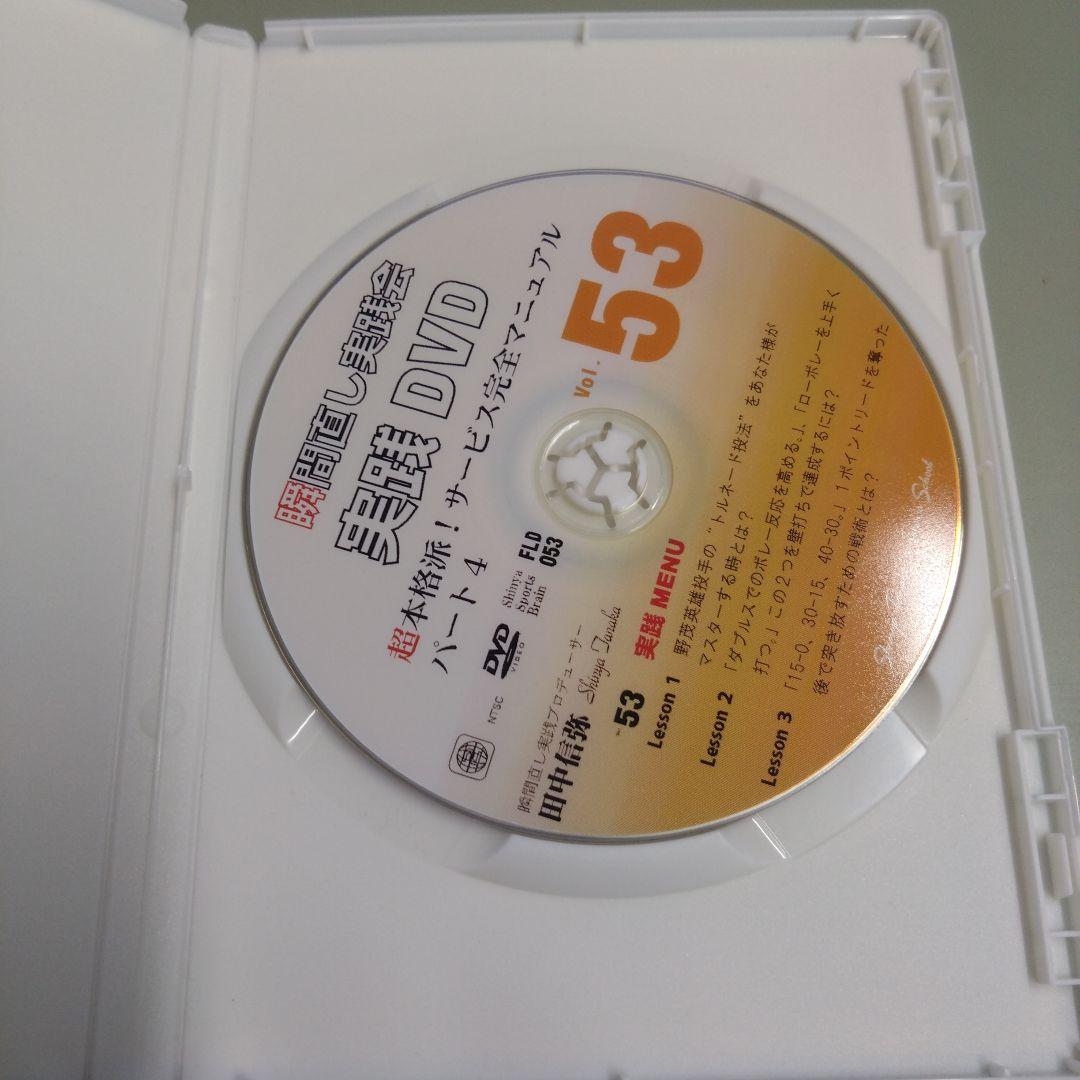 瞬間直し実践会
実践 DVD
超本格派！サービス完全マニュアル
パート4
Vol. 53
DVD
VIDEO
NTSC
2
Shinya
Sports
Brain
FLD
053
瞬間直し実践プロデューサー
田中信弥 Shinya Tanaka
53 実践 MENU
Lesson 1 野茂英雄投手の“トルネード投法”をあなた様が
マスターする時とは？
Lesson 2 「ダブルスでのボレー反応を高める。」、「ローボレーを上手く
打つ。」この2つを壁打ちで達成するには？
Lesson 3 「15-0、30-15、40-30。」1ポイントリードを奪った
後で突き放すための戦術とは？
School